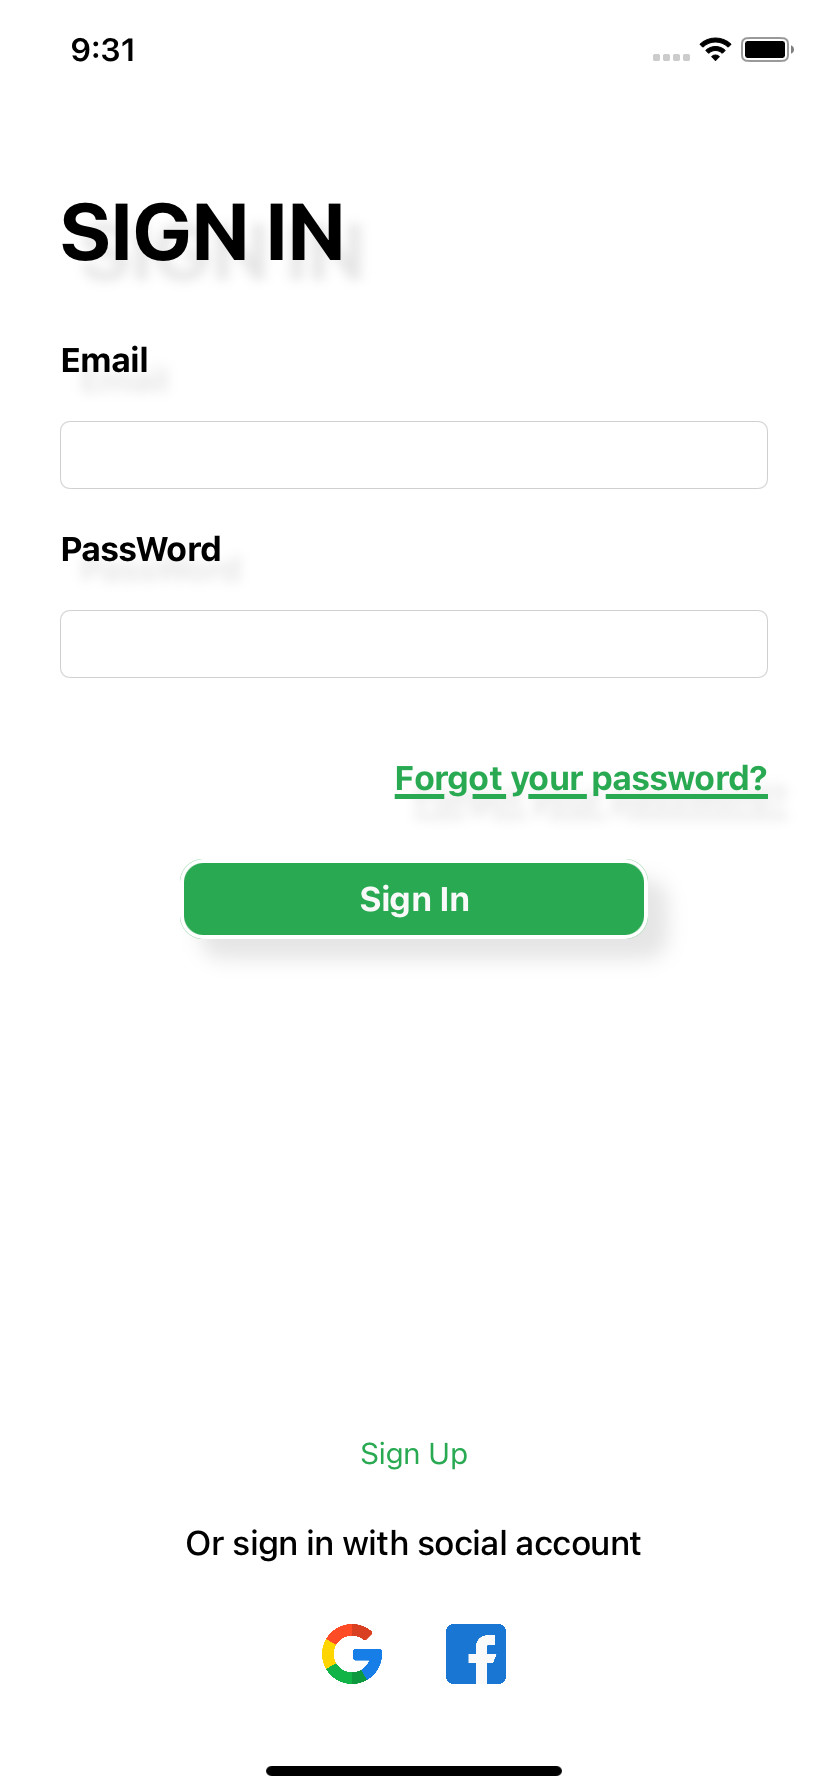 9:31
SIGN IN
Email
PassWord
Forgot your password?
Sign In
Sign Up
Or sign in with social account